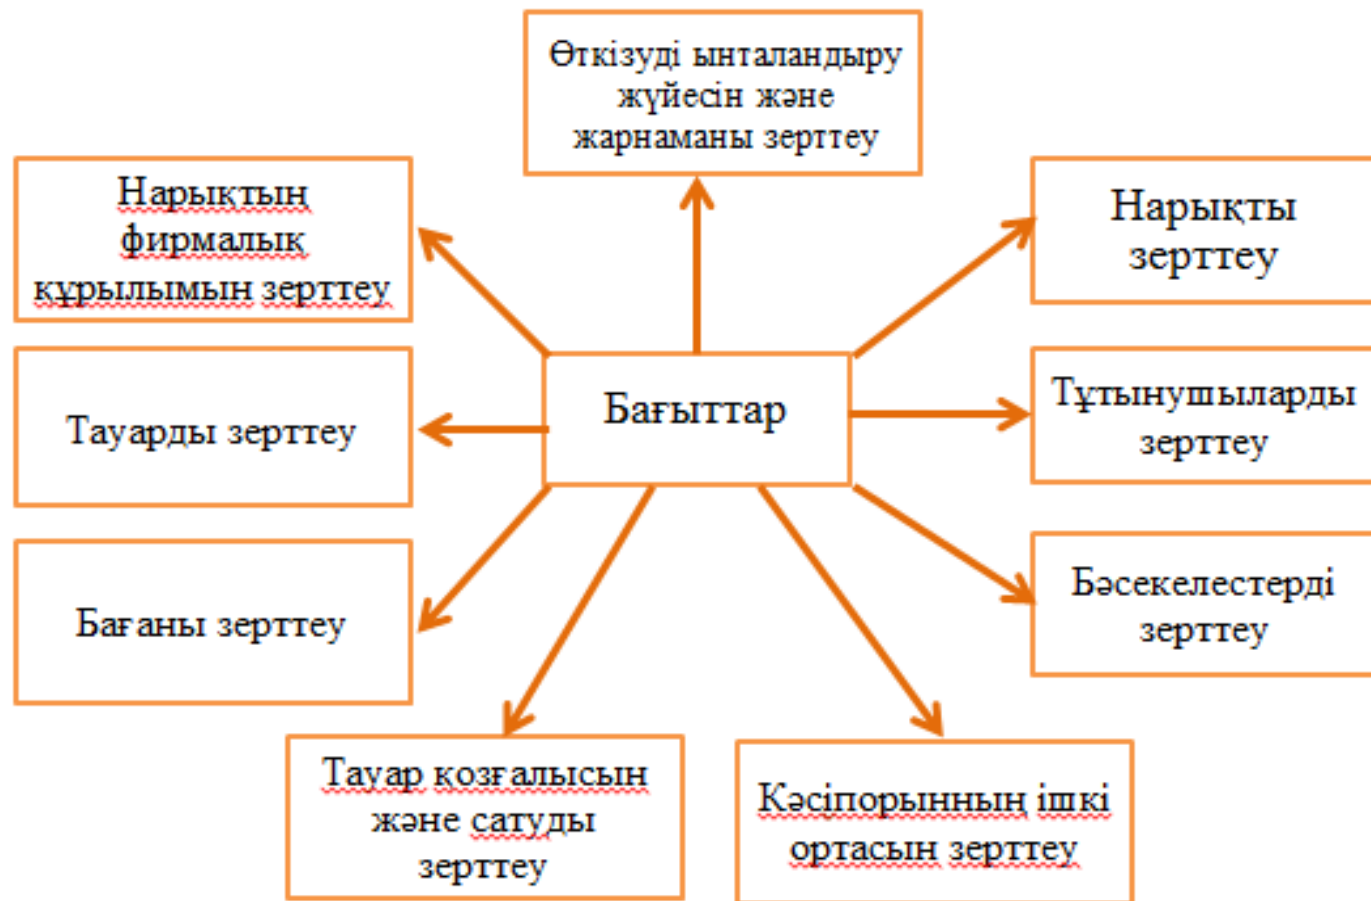 Өткізуді ынталандыру
жүйесін және
жарнаманы зерттеу
Нарықтың
фирмалық
құрылымын зерттеу
Нарықты
зерттеу
Бағыттар
Тауарды зерттеу
Тұтынушыларды
зерттеу
Бағаны зерттеу
Бәсекелестерді
зерттеу
Тауар қозғалысын
және сатуды
зерттеу
Кәсіпорынның ішкі
ортасын зерттеу